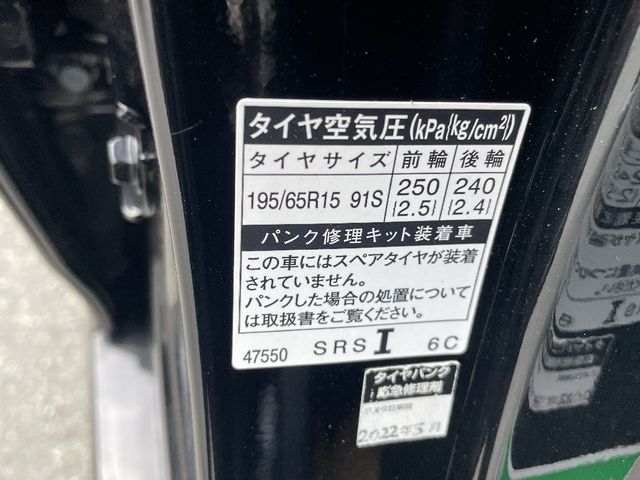 タイヤ空気圧(kPa{kg/cm²})
タイヤサイズ 前輪 後輪
195/65R15 91S 250 {2.5} 240 {2.4}
パンク修理キット装着車
この車にはスペアタイヤが装着
されていません。
パンクした場合の処置について
は取扱書をご覧ください。
47550 SRS I 6C
タイヤパンク
応急修理剤
2022年5月